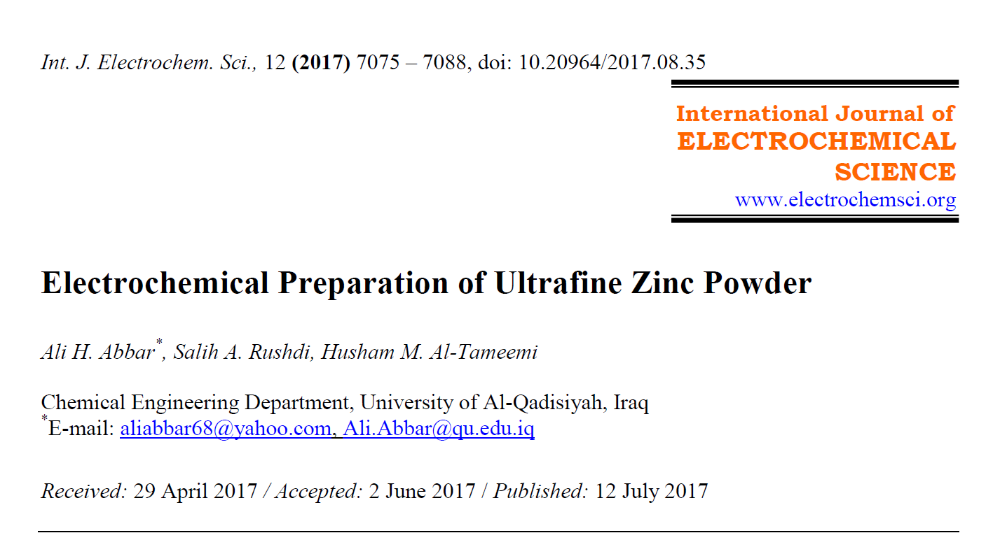 Int. J. Electrochem. Sci., 12 (2017) 7075 – 7088, doi: 10.20964/2017.08.35
International Journal of
ELECTROCHEMICAL
SCIENCE
www.electrochemsci.org
Electrochemical Preparation of Ultrafine Zinc Powder
Ali H. Abbar*, Salih A. Rushdi, Husham M. Al-Tameemi
Chemical Engineering Department, University of Al-Qadisiyah, Iraq
*E-mail: aliabbar68@yahoo.com, Ali.Abbar@qu.edu.iq
Received: 29 April 2017 / Accepted: 2 June 2017 / Published: 12 July 2017